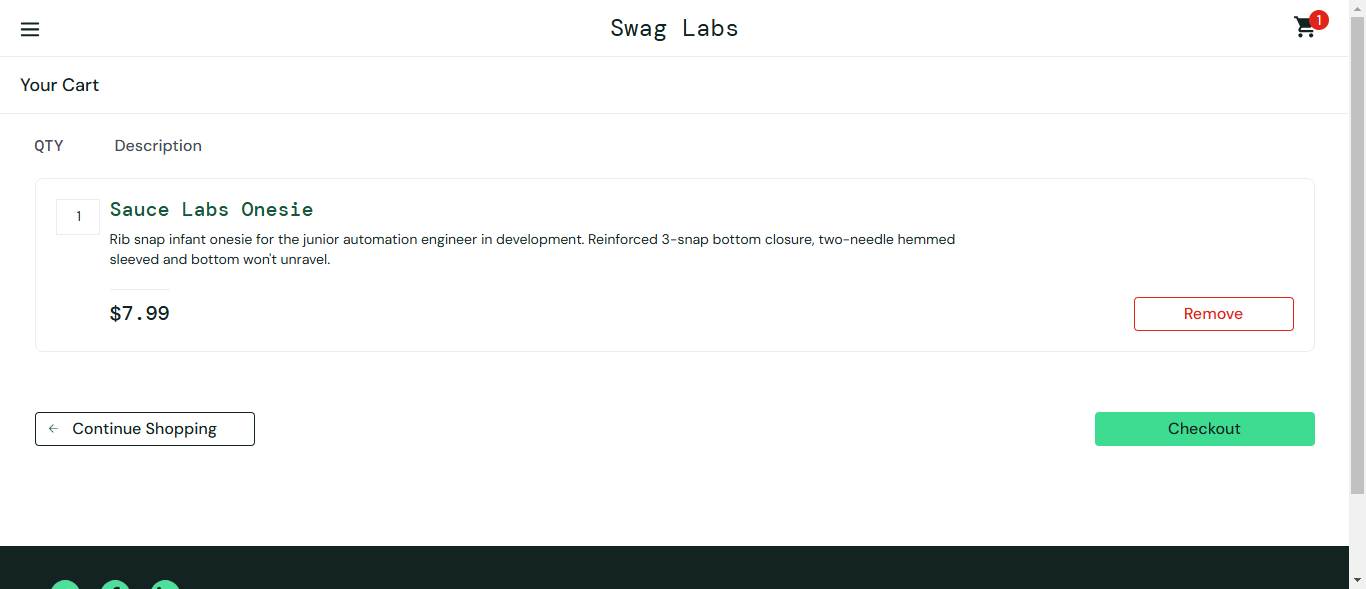 Swag Labs
1
Your Cart
QTY Description
1
Sauce Labs Onesie
Rib snap infant onesie for the junior automation engineer in development. Reinforced 3-snap bottom closure, two-needle hemmed
sleeved and bottom won't unravel.
$7.99
Remove
Continue Shopping
Checkout